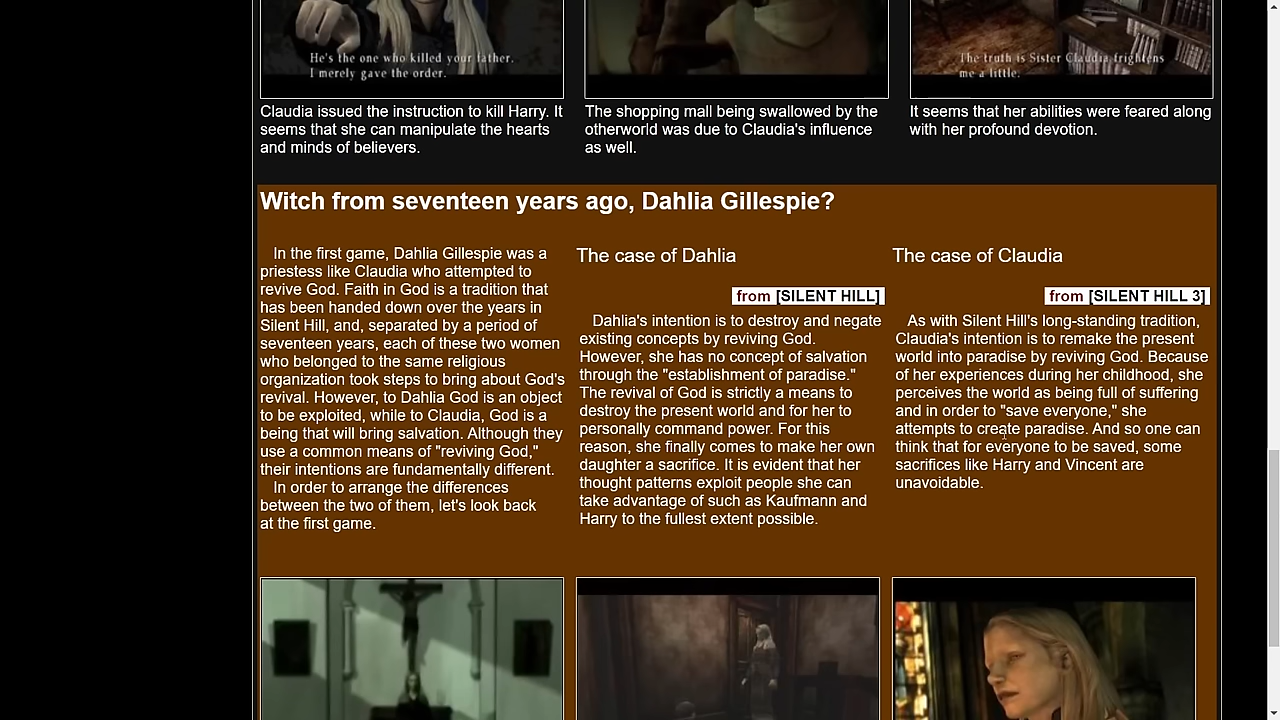 He's the one who killed your father.
I merely gave the order.
The truth is Sister Claudia frightens
me a little.
Claudia issued the instruction to kill Harry. It
seems that she can manipulate the hearts
and minds of believers.
The shopping mall being swallowed by the
otherworld was due to Claudia's influence
as well.
It seems that her abilities were feared along
with her profound devotion.
Witch from seventeen years ago, Dahlia Gillespie?
In the first game, Dahlia Gillespie was a
priestess like Claudia who attempted to
revive God. Faith in God is a tradition that
has been handed down over the years in
Silent Hill, and, separated by a period of
seventeen years, each of these two women
who belonged to the same religious
organization took steps to bring about God's
revival. However, to Dahlia God is an object
to be exploited, while to Claudia, God is a
being that will bring salvation. Although they
use a common means of "reviving God,"
their intentions are fundamentally different.
In order to arrange the differences
between the two of them, let's look back
at the first game.
The case of Dahlia
from [SILENT HILL]
Dahlia's intention is to destroy and negate
existing concepts by reviving God.
However, she has no concept of salvation
through the "establishment of paradise."
The revival of God is strictly a means to
destroy the present world and for her to
personally command power. For this
reason, she finally comes to make her own
daughter a sacrifice. It is evident that her
thought patterns exploit people she can
take advantage of such as Kaufmann and
Harry to the fullest extent possible.
The case of Claudia
from [SILENT HILL 3]
As with Silent Hill's long-standing tradition,
Claudia's intention is to remake the present
world into paradise by reviving God. Because
of her experiences during her childhood, she
perceives the world as being full of suffering
and in order to "save everyone," she
attempts to create paradise. And so one can
think that for everyone to be saved, some
sacrifices like Harry and Vincent are
unavoidable.